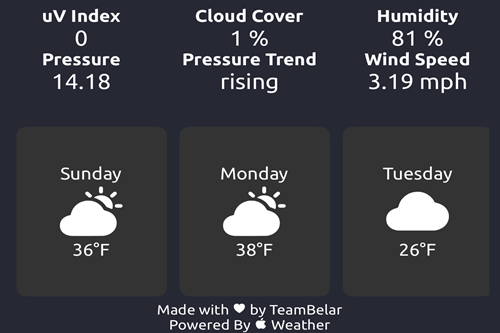 uV Index Cloud Cover Humidity
0 1 % 81 %
Pressure Pressure Trend Wind Speed
14.18 rising 3.19 mph
Sunday Monday Tuesday
36°F 38°F 26°F
Made with ♥ by TeamBelar
Powered By  Weather